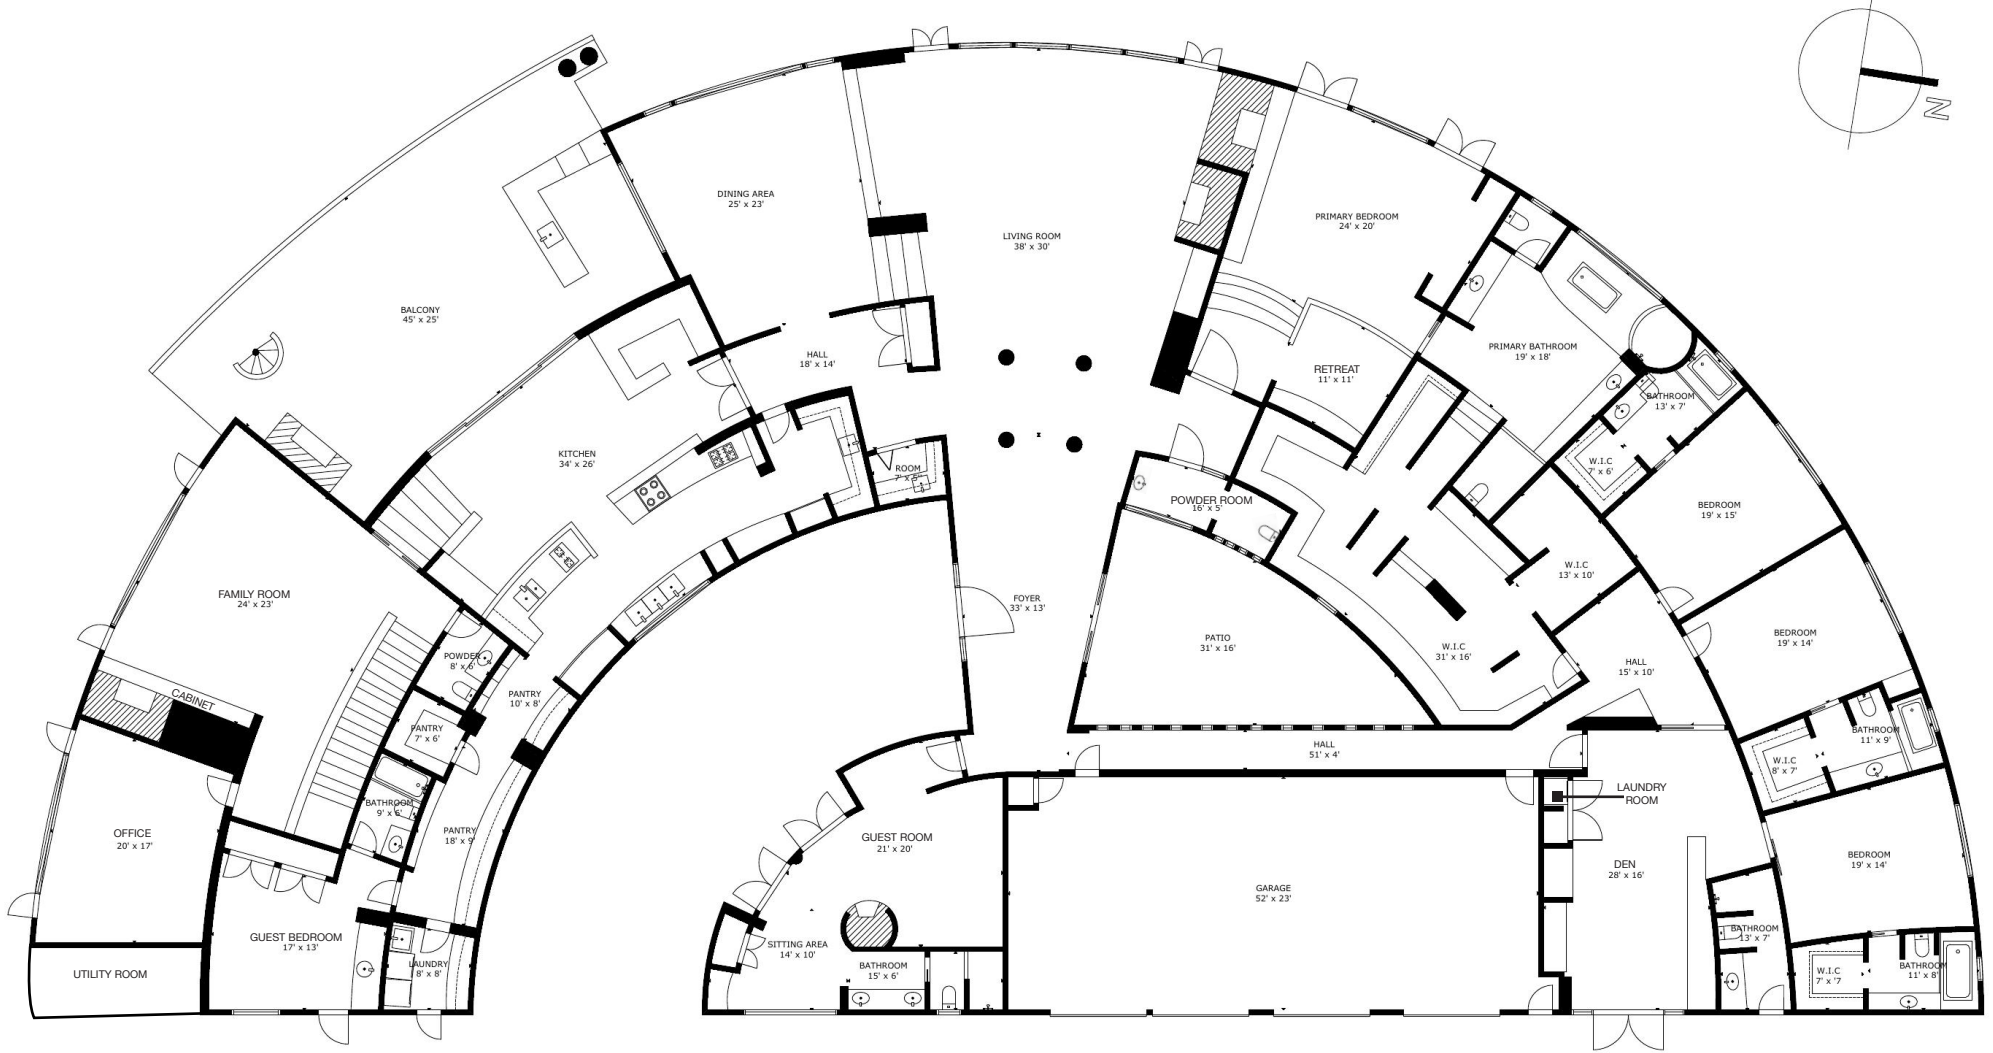 N
DINING AREA
25' x 23'
LIVING ROOM
38' x 30'
PRIMARY BEDROOM
24' x 20'
BALCONY
45' x 25'
HALL
18' x 14'
RETREAT
11' x 11'
PRIMARY BATHROOM
19' x 18'
BATHROOM
13' x 7'
KITCHEN
34' x 26'
ROOM
7' x 5'
POWDER ROOM
16' x 5'
W.I.C
7' x 6'
BEDROOM
19' x 15'
W.I.C
13' x 10'
FAMILY ROOM
24' x 23'
FOYER
33' x 13'
PATIO
31' x 16'
W.I.C
31' x 16'
HALL
15' x 10'
BEDROOM
19' x 14'
POWDER
8' x 6'
CABINET
PANTRY
10' x 8'
PANTRY
7' x 6'
HALL
51' x 4'
BATHROOM
11' x 9'
W.I.C
8' x 7'
LAUNDRY
ROOM
BATHROOM
9' x 6'
OFFICE
20' x 17'
PANTRY
18' x 9'
GUEST ROOM
21' x 20'
GARAGE
52' x 23'
DEN
28' x 16'
BEDROOM
19' x 14'
GUEST BEDROOM
17' x 13'
SITTING AREA
14' x 10'
BATHROOM
13' x 7'
UTILITY ROOM
LAUNDRY
8' x 8'
BATHROOM
15' x 6'
W.I.C
7' x '7
BATHROOM
11' x 8'